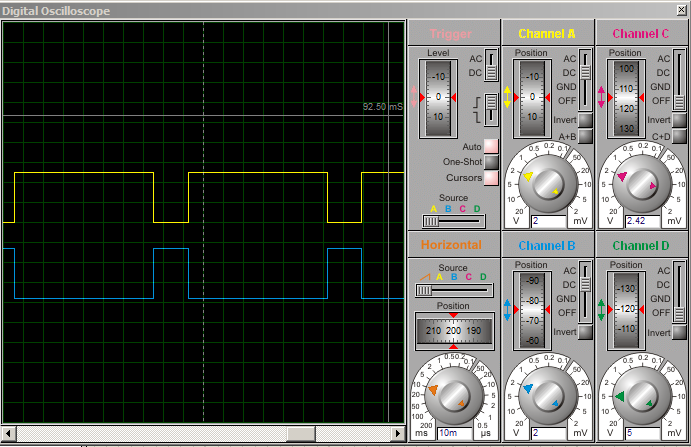 Digital Oscilloscope
92.50 mS
Trigger
Level
-10
0
10
AC
DC
Auto
One-Shot
Cursors
Source
A B C D
Channel A
Position
-10
0
10
AC
DC
GND
OFF
Invert
A+B
20 10 5 2 1 0.5 0.2 0.1 50 20 10 5 2
V 2 mV
Channel C
Position
100
110
120
130
AC
DC
GND
OFF
Invert
C+D
20 10 5 2 1 0.5 0.2 0.1 50 20 10 5 2
V 2.42 mV
Horizontal
Source
A B C D
Position
210 200 190
200 100 50 20 10 5 2 1 0.5 0.2 0.1 50 20 10 5 2 1 0.5
ms 10m µs
Channel B
Position
-90
-80
-70
-60
AC
DC
GND
OFF
Invert
20 10 5 2 1 0.5 0.2 0.1 50 20 10 5 2
V 2 mV
Channel D
Position
-130
-120
-110
AC
DC
GND
OFF
Invert
20 10 5 2 1 0.5 0.2 0.1 50 20 10 5 2
V 5 mV